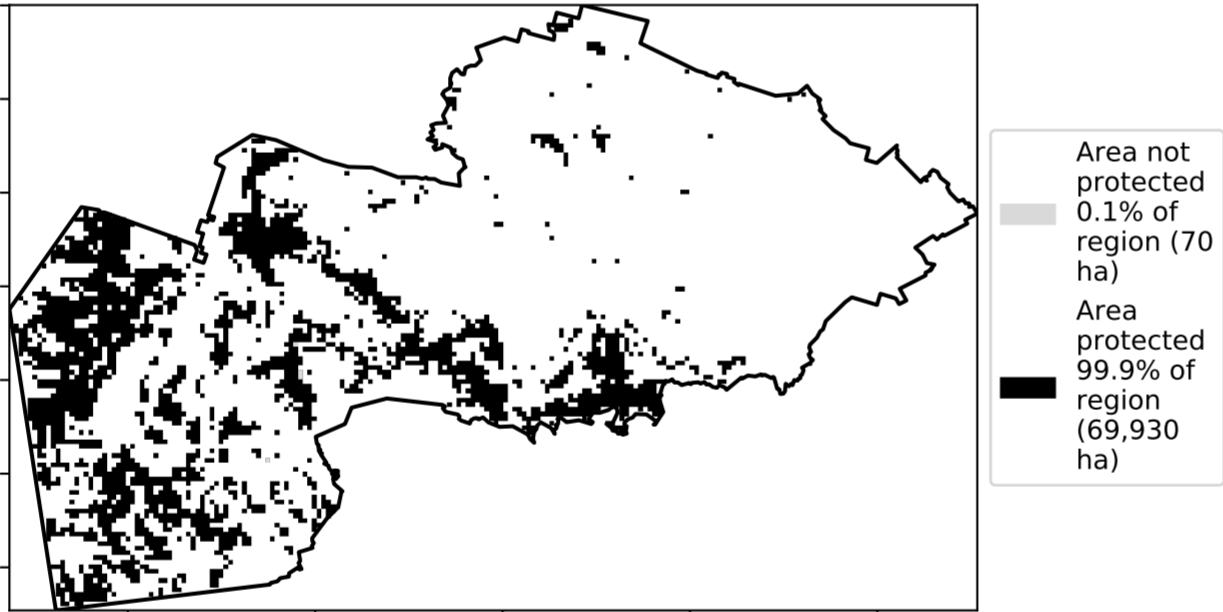 Area not
protected
0.1% of
region (70
ha)
Area
protected
99.9% of
region
(69,930
ha)